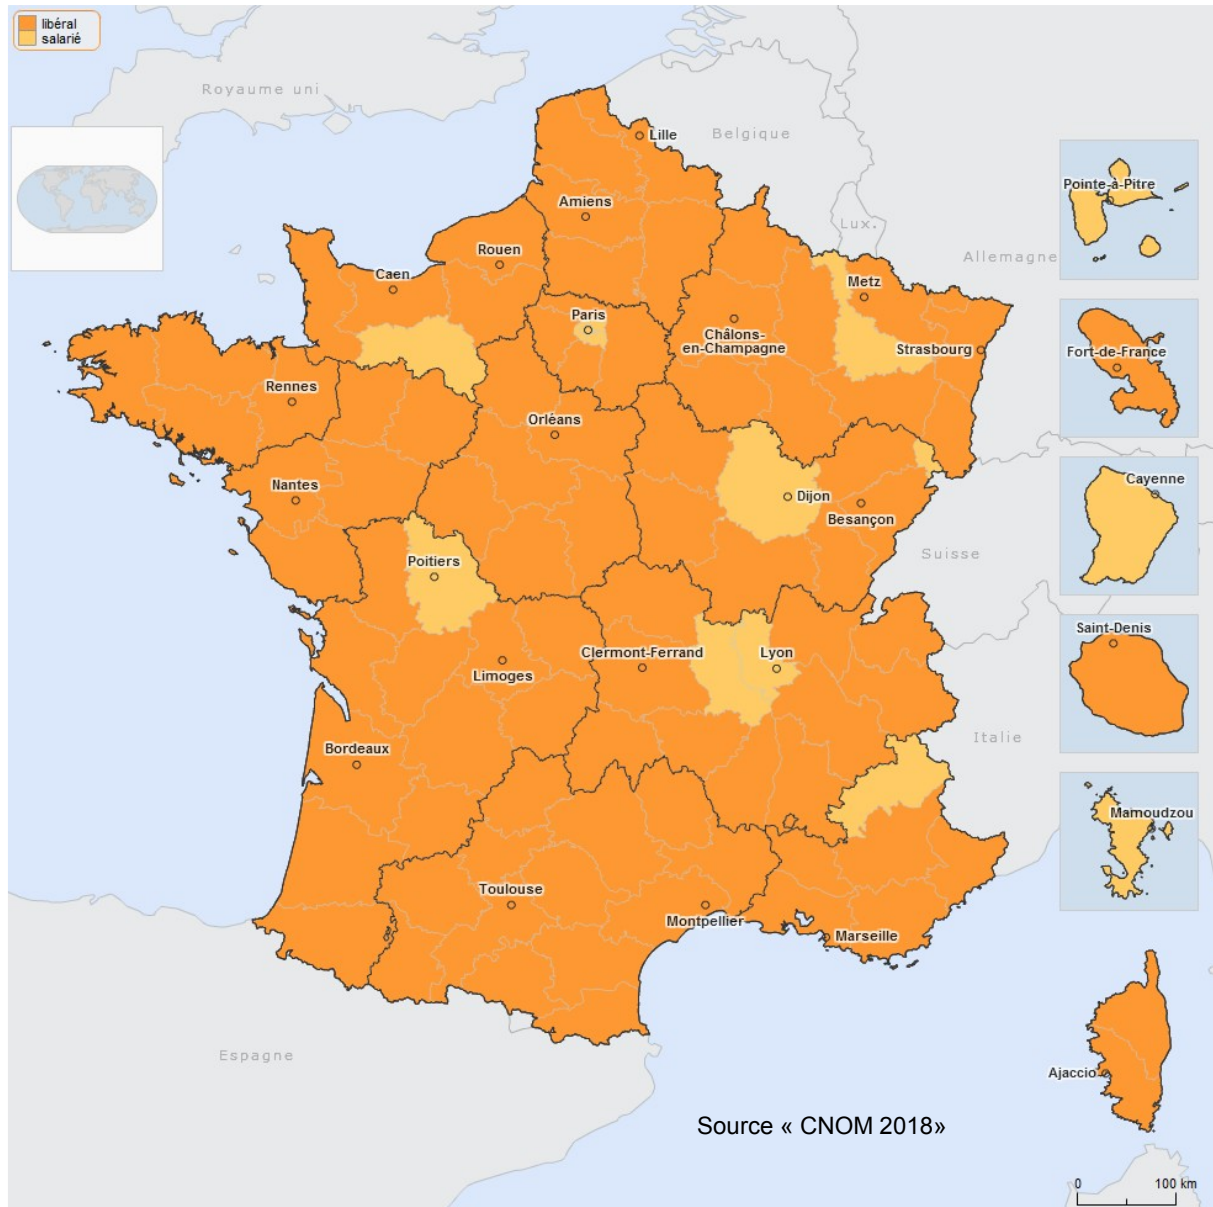 libéral
salarié
Royaume uni
Belgique
Lille
Pointe-à-Pitre
Amiens
Lux.
Rouen
Allemagne
Caen
Metz
Paris
Châlons-
en-Champagne
Strasbourg
Fort-de-France
Rennes
Orléans
Nantes
Dijon
Cayenne
Besançon
Suisse
Poitiers
Saint-Denis
Clermont-Ferrand
Lyon
Limoges
Italie
Bordeaux
Mamoudzou
Toulouse
Montpellier
Marseille
Espagne
Ajaccio
Source « CNOM 2018»
0 100 km